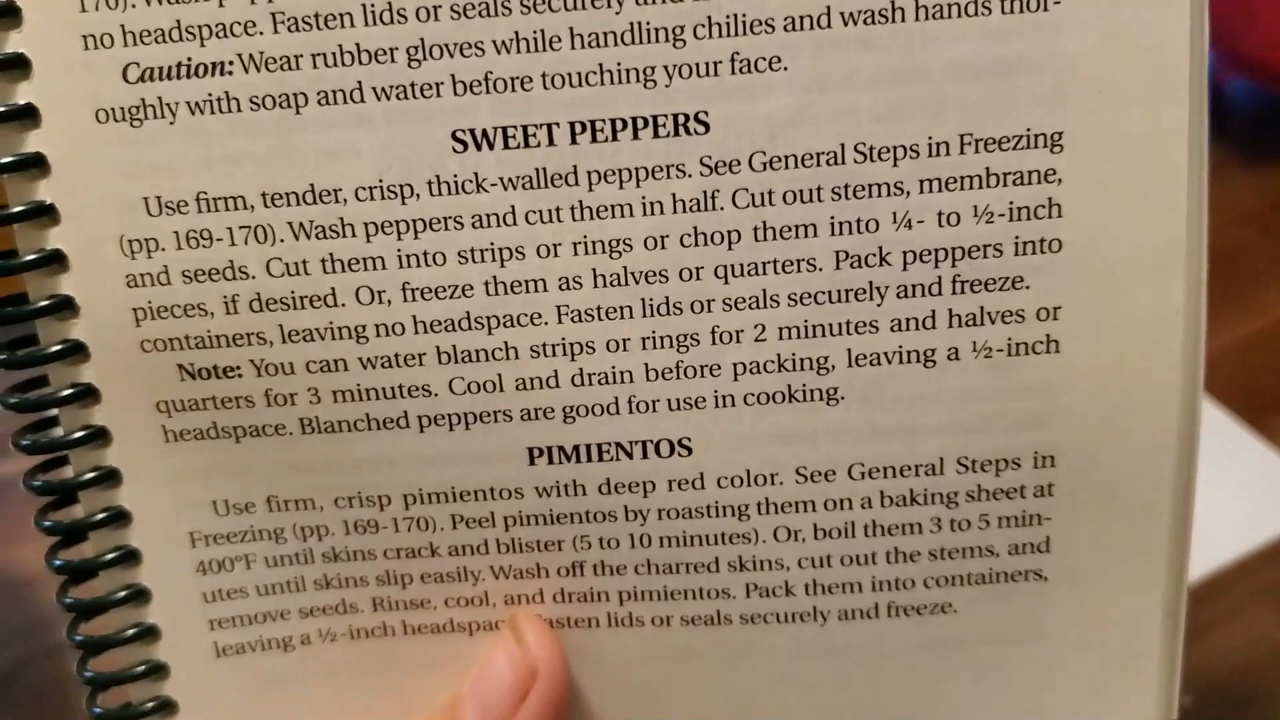 170). Wash
no headspace. Fasten lids or seals securely and
Caution: Wear rubber gloves while handling chilies and wash hands thor-
oughly with soap and water before touching your face.
SWEET PEPPERS
Use firm, tender, crisp, thick-walled peppers. See General Steps in Freezing
(pp. 169-170). Wash peppers and cut them in half. Cut out stems, membrane,
and seeds. Cut them into strips or rings or chop them into ¼- to ½-inch
pieces, if desired. Or, freeze them as halves or quarters. Pack peppers into
containers, leaving no headspace. Fasten lids or seals securely and freeze.
Note: You can water blanch strips or rings for 2 minutes and halves or
quarters for 3 minutes. Cool and drain before packing, leaving a ½-inch
headspace. Blanched peppers are good for use in cooking.
PIMIENTOS
Use firm, crisp pimientos with deep red color. See General Steps in
Freezing (pp. 169-170). Peel pimientos by roasting them on a baking sheet at
400°F until skins crack and blister (5 to 10 minutes). Or, boil them 3 to 5 min-
utes until skins slip easily. Wash off the charred skins, cut out the stems, and
remove seeds. Rinse, cool, and drain pimientos. Pack them into containers,
leaving a ½-inch headspace. Fasten lids or seals securely and freeze.